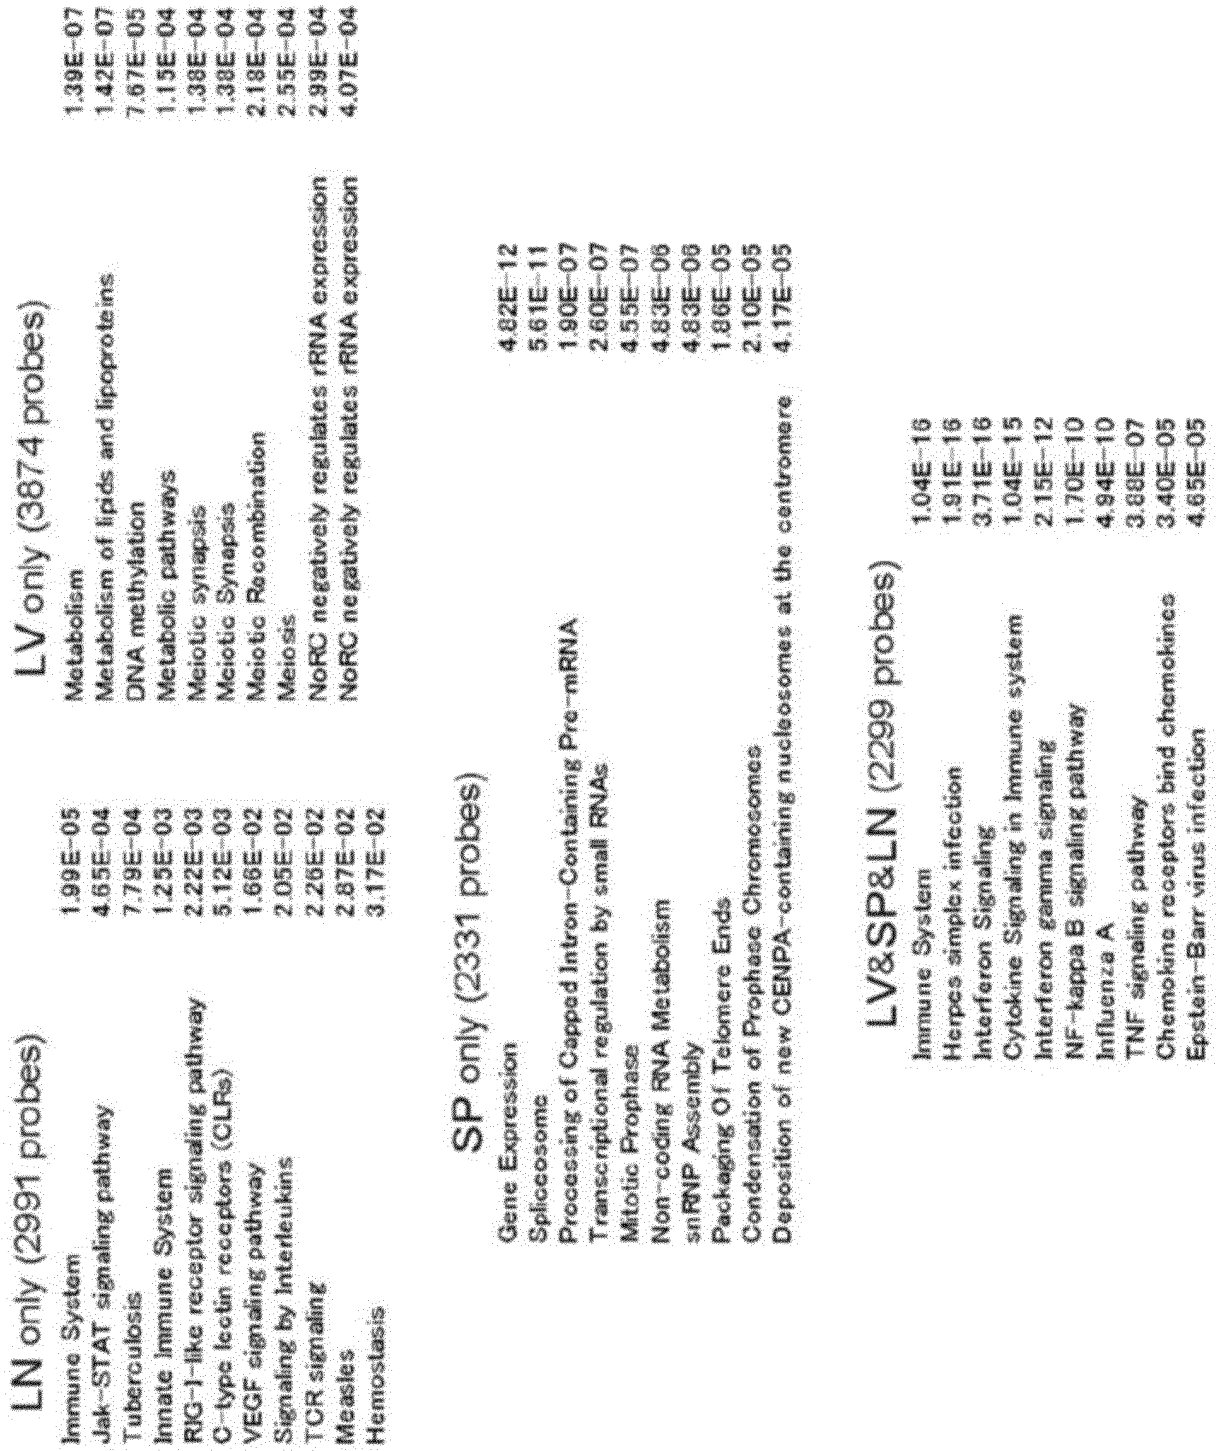 LN only (2991 probes)
Immune System 1.99E-05
Jak-STAT signaling pathway 4.65E-04
Tuberculosis 7.79E-04
Innate Immune System 1.25E-03
RIG-I-like receptor signaling pathway 2.22E-03
C-type lectin receptors (CLRs) 5.12E-03
VEGF signaling pathway 1.66E-02
Signaling by Interleukins 2.05E-02
TCR signaling 2.26E-02
Measles 2.87E-02
Hemostasis 3.17E-02
LV only (3874 probes)
Metabolism 1.39E-07
Metabolism of lipids and lipoproteins 1.42E-07
DNA methylation 7.67E-05
Metabolic pathways 1.15E-04
Meiotic synapsis 1.38E-04
Meiotic Synapsis 1.38E-04
Meiotic Recombination 2.18E-04
Meiosis 2.55E-04
NoRC negatively regulates rRNA expression 2.99E-04
NoRC negatively regulates rRNA expression 4.07E-04
SP only (2331 probes)
Gene Expression 4.82E-12
Spliceosome 5.61E-11
Processing of Capped Intron-Containing Pre-mRNA 1.90E-07
Transcriptional regulation by small RNAs 2.60E-07
Mitotic Prophase 4.55E-07
Non-coding RNA Metabolism 4.83E-06
snRNP Assembly 4.83E-06
Packaging Of Telomere Ends 1.86E-05
Condensation of Prophase Chromosomes 2.10E-05
Deposition of new CENPA-containing nucleosomes at the centromere 4.17E-05
LV&SP&LN (2299 probes)
Immune System 1.04E-16
Herpes simplex infection 1.91E-16
Interferon Signaling 3.71E-16
Cytokine Signaling in Immune system 1.04E-15
Interferon gamma signaling 2.15E-12
NF-kappa B signaling pathway 1.70E-10
Influenza A 4.94E-10
TNF signaling pathway 3.88E-07
Chemokine receptors bind chemokines 3.40E-05
Epstein-Barr virus infection 4.65E-05